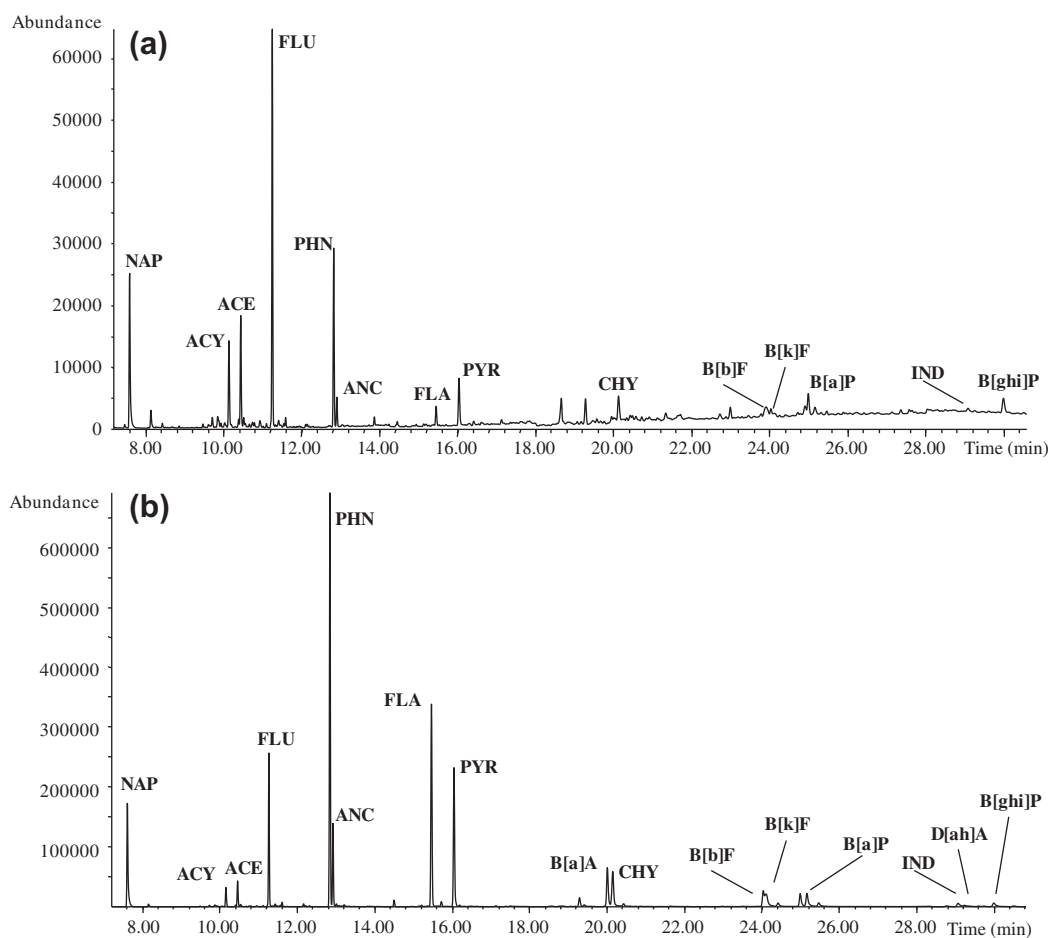 Abundance
(a)
60000
50000
40000
30000
20000
10000
0
NAP
ACY
ACE
FLU
PHN
ANC
FLA
PYR
CHY
B[b]F
B[k]F
B[a]P
IND
B[ghi]P
8.00 10.00 12.00 14.00 16.00 18.00 20.00 22.00 24.00 26.00 28.00 Time (min)
Abundance
(b)
600000
500000
400000
300000
200000
100000
NAP
ACY
ACE
FLU
PHN
ANC
FLA
PYR
B[a]A
CHY
B[b]F
B[k]F
B[a]P
IND
D[ah]A
B[ghi]P
8.00 10.00 12.00 14.00 16.00 18.00 20.00 22.00 24.00 26.00 28.00 Time (min)